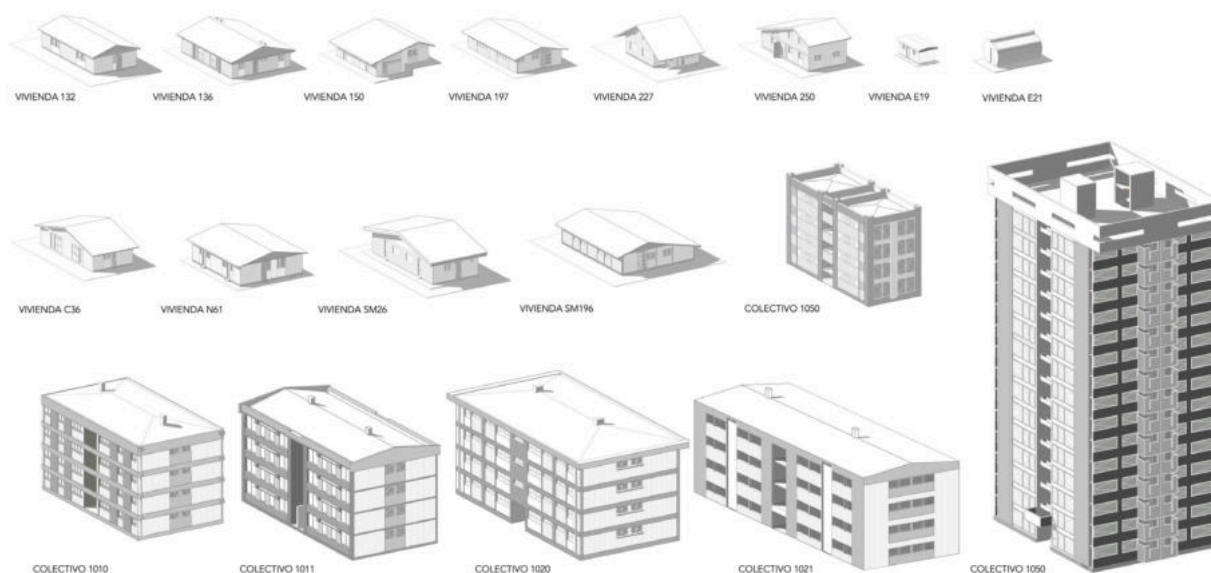 VIVIENDA 132
VIVIENDA 136
VIVIENDA 150
VIVIENDA 197
VIVIENDA 227
VIVIENDA 250
VIVIENDA E19
VIVIENDA E21
VIVIENDA C36
VIVIENDA N61
VIVIENDA SM26
VIVIENDA SM196
COLECTIVO 1050
COLECTIVO 1010
COLECTIVO 1011
COLECTIVO 1020
COLECTIVO 1021
COLECTIVO 1050